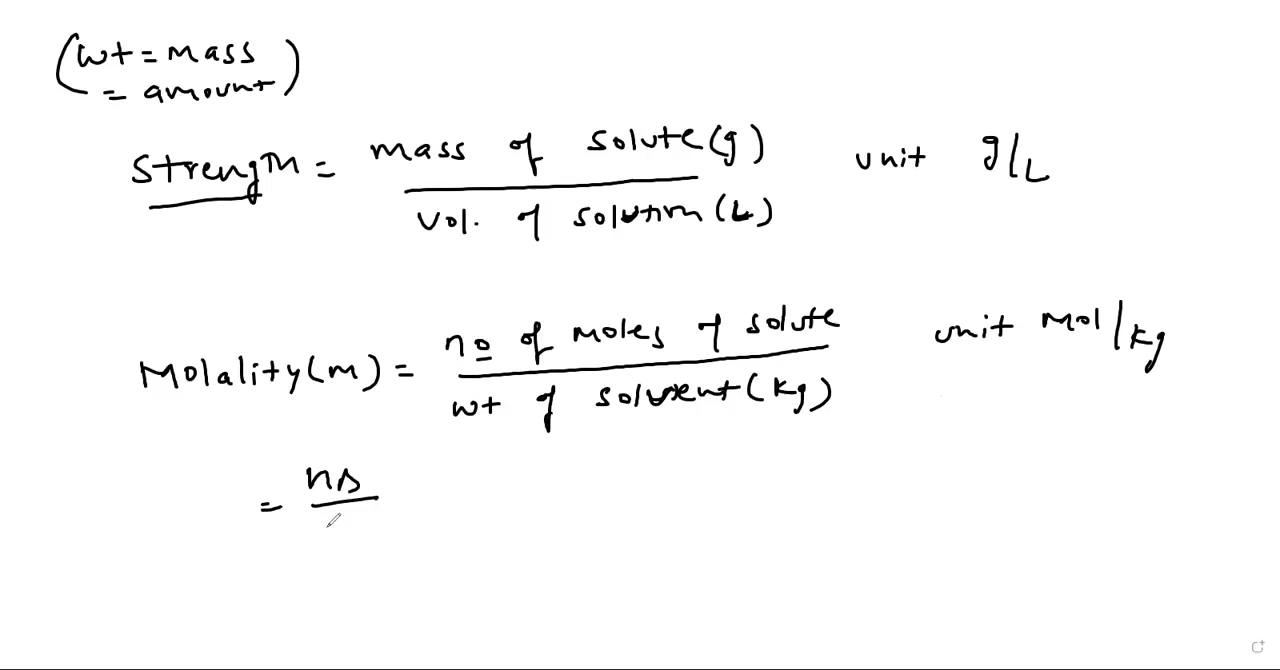 (wt = mass
= amount)
Strength = mass of solute(g) unit g/L
vol. of solution(L)
Molality(m) = no of moles of solute unit Mol/kg
wt of solvent(kg)
= ns